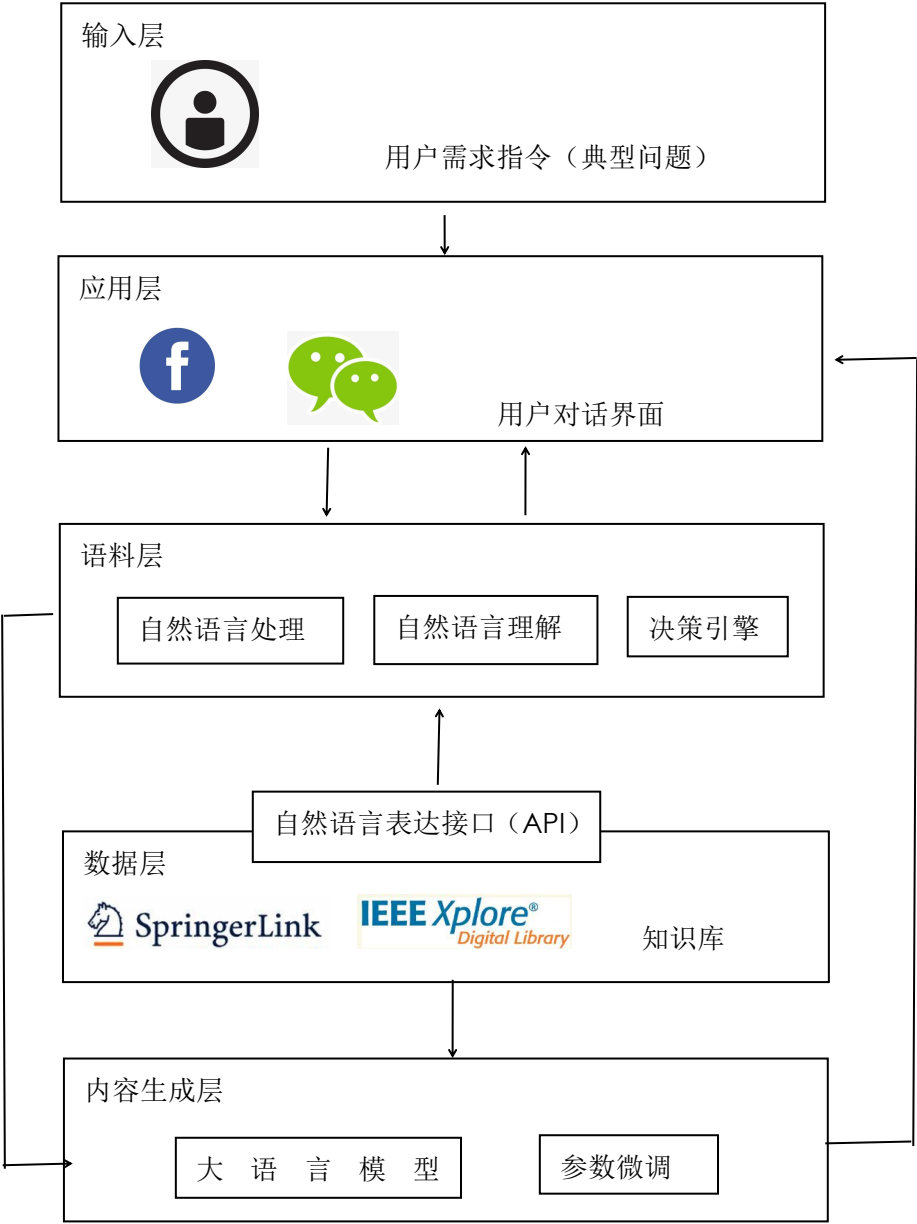 输入层
用户需求指令（典型问题）
应用层
f
用户对话界面
语料层
自然语言处理
自然语言理解
决策引擎
自然语言表达接口（API）
数据层
SpringerLink
IEEE Xplore®
Digital Library
知识库
内容生成层
大 语 言 模 型
参数微调